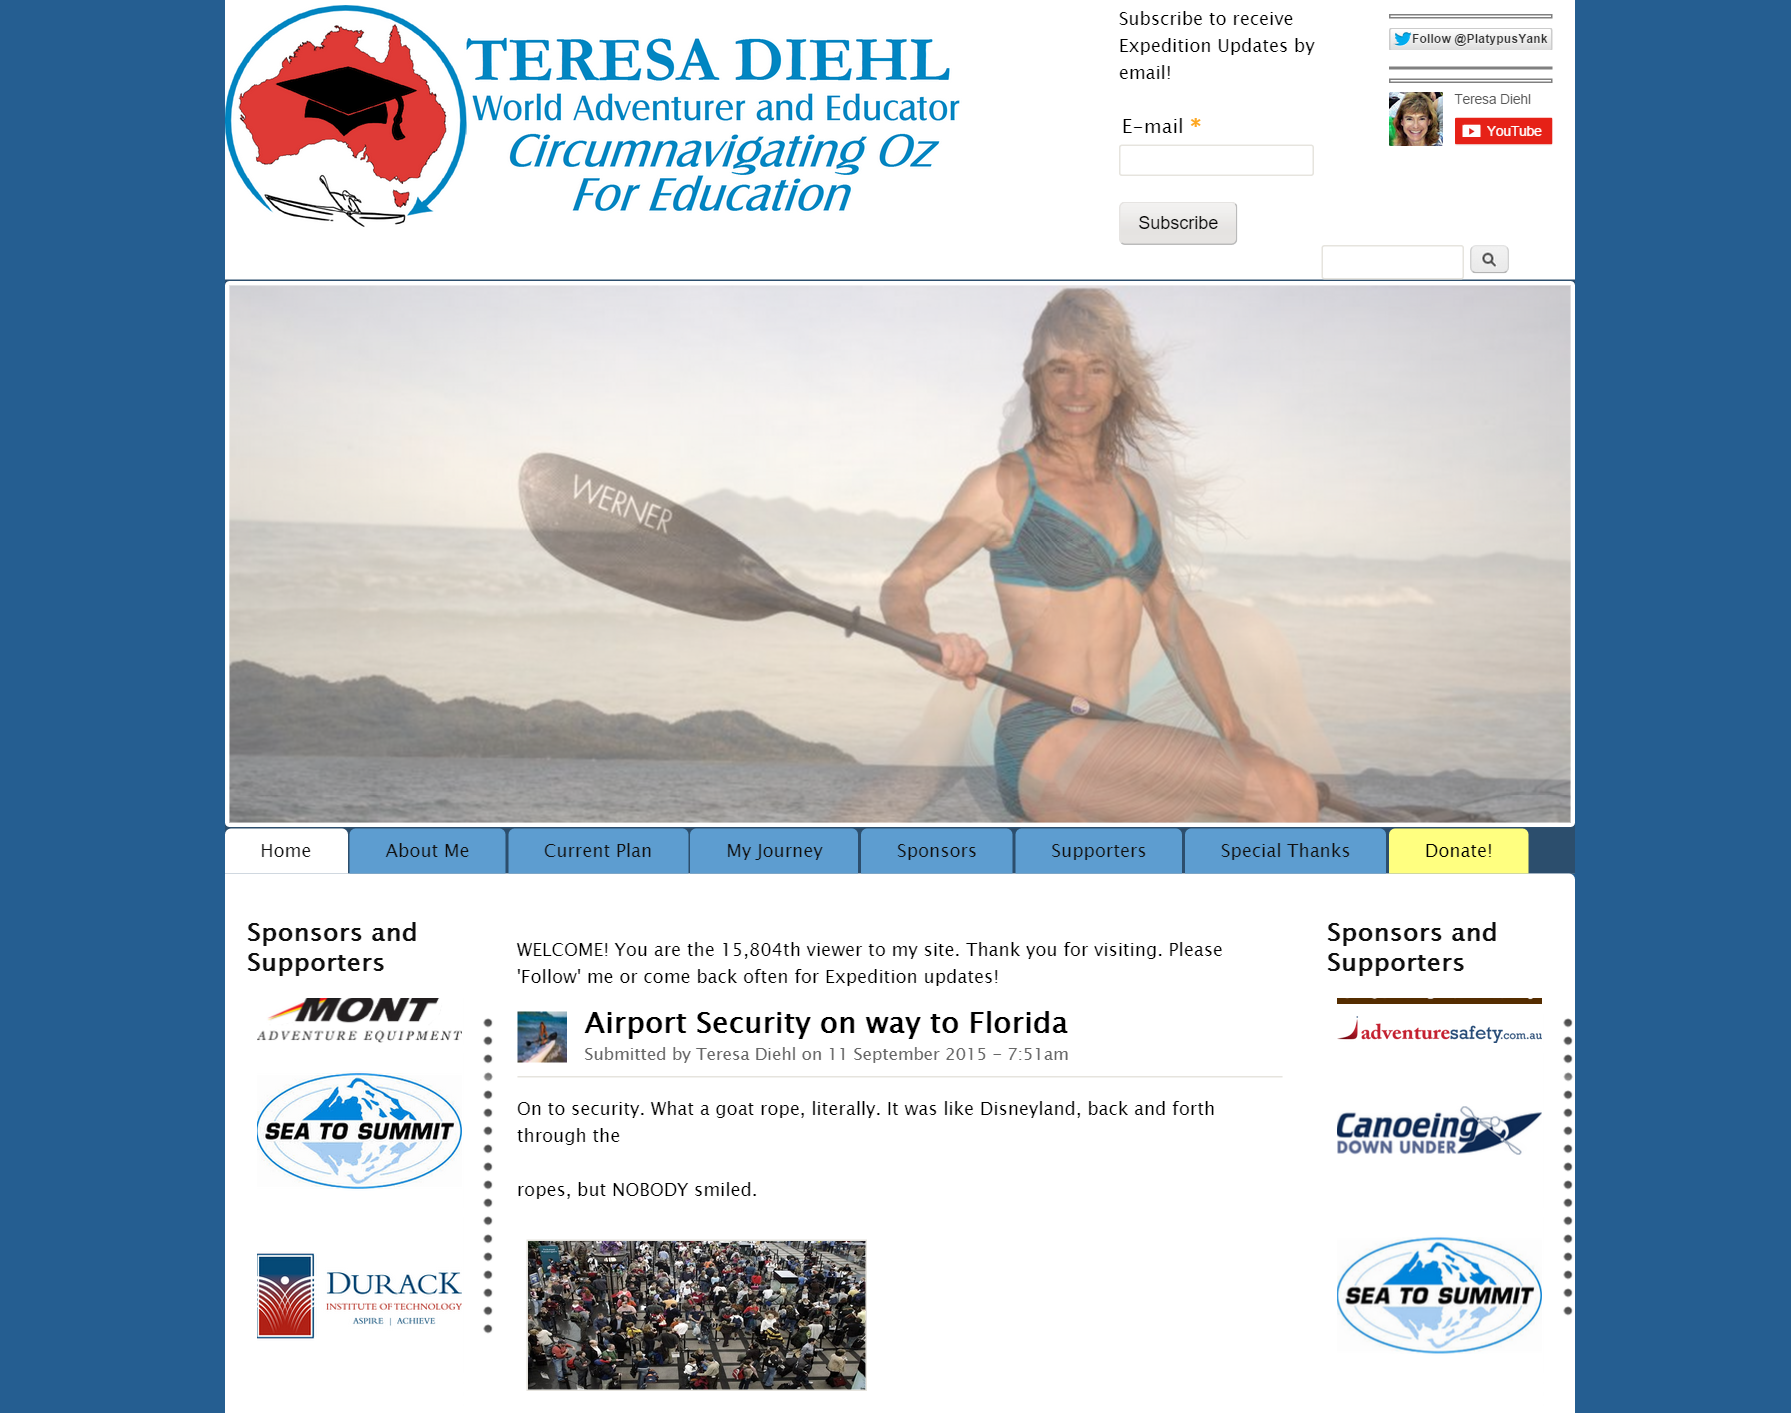 TERESA DIEHL
World Adventurer and Educator
Circumnavigating Oz
For Education
Subscribe to receive
Expedition Updates by
email!
E-mail *
Subscribe
Follow @PlatypusYank
Teresa Diehl
YouTube
WERNER
Home
About Me
Current Plan
My Journey
Sponsors
Supporters
Special Thanks
Donate!
Sponsors and
Supporters
MONT
ADVENTURE EQUIPMENT
SEA TO SUMMIT
DURACK
INSTITUTE OF TECHNOLOGY
ASPIRE | ACHIEVE
WELCOME! You are the 15,804th viewer to my site. Thank you for visiting. Please
'Follow' me or come back often for Expedition updates!
Airport Security on way to Florida
Submitted by Teresa Diehl on 11 September 2015 - 7:51am
On to security. What a goat rope, literally. It was like Disneyland, back and forth
through the
ropes, but NOBODY smiled.
Sponsors and
Supporters
adventuresafety.com.au
Canoeing
DOWN UNDER
SEA TO SUMMIT